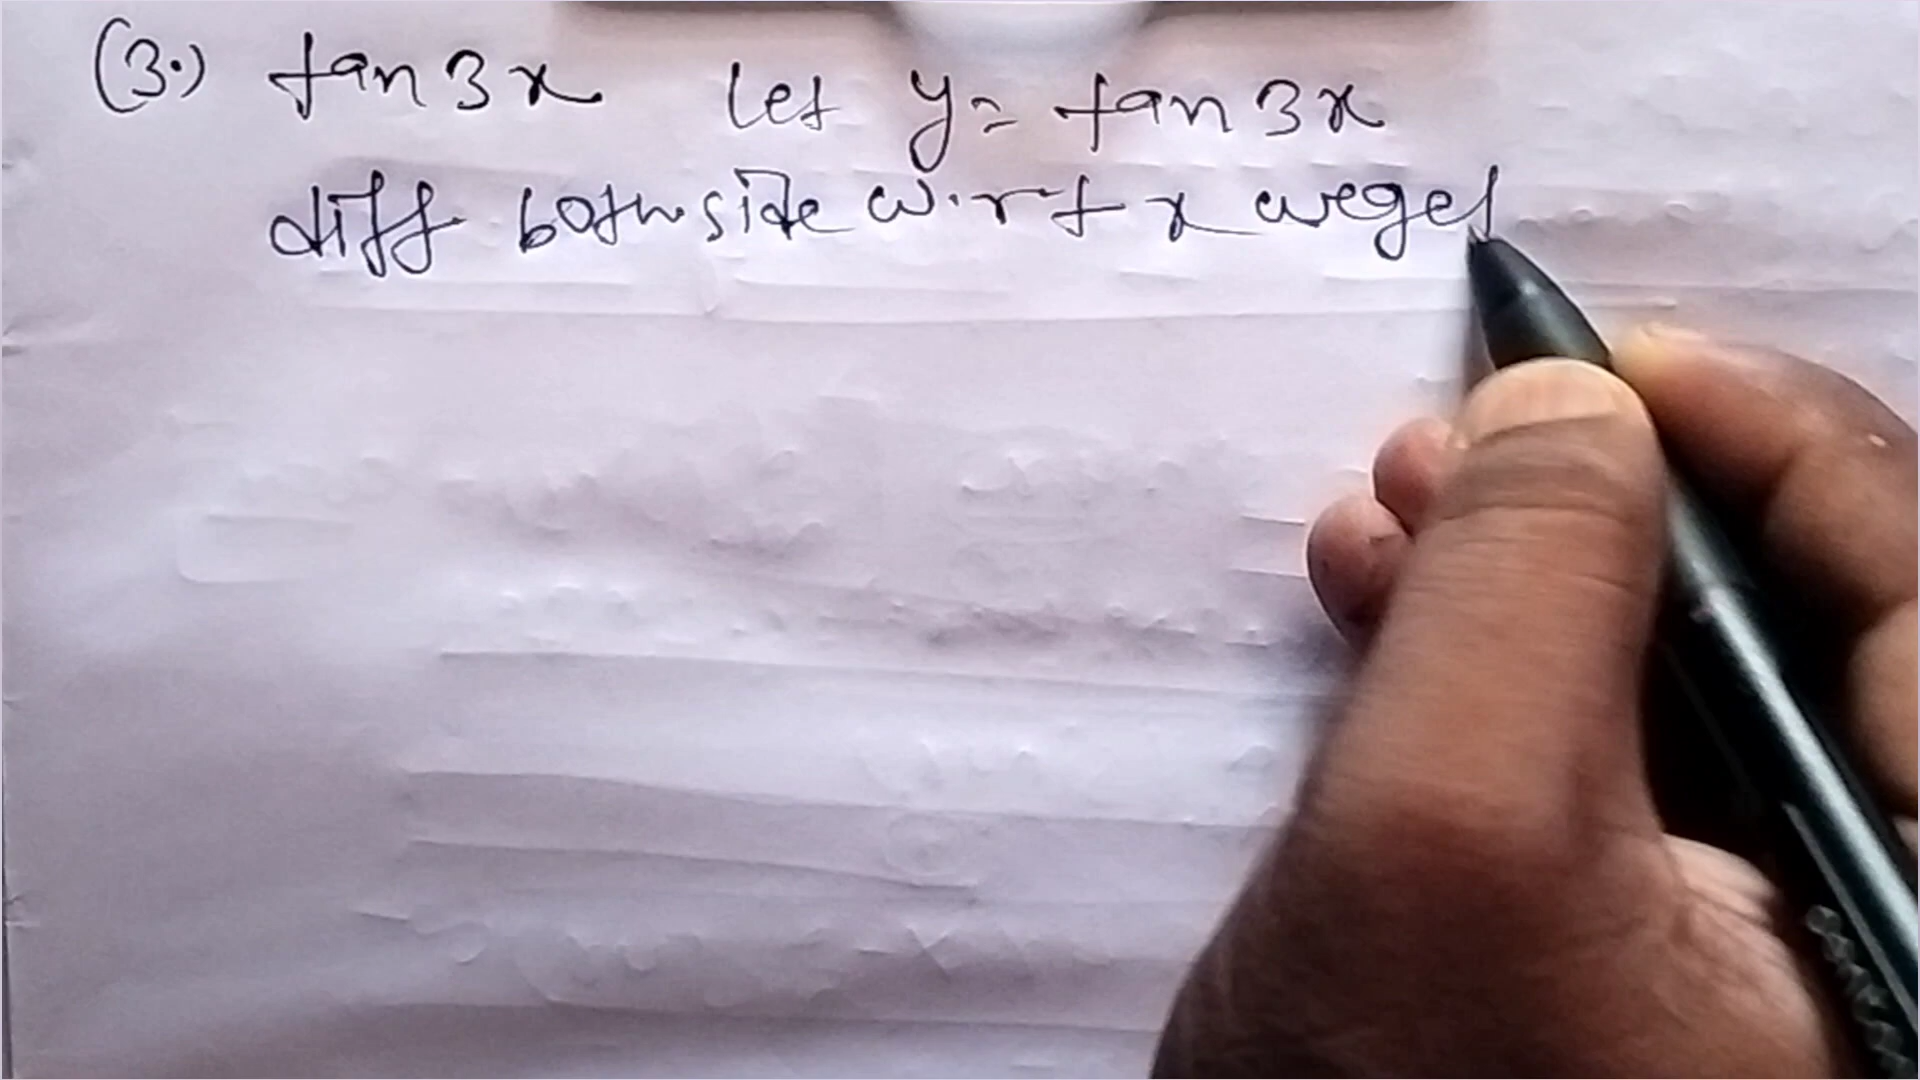 (3.) tan 3x let y = tan 3x
diff both side w.r.t x we get